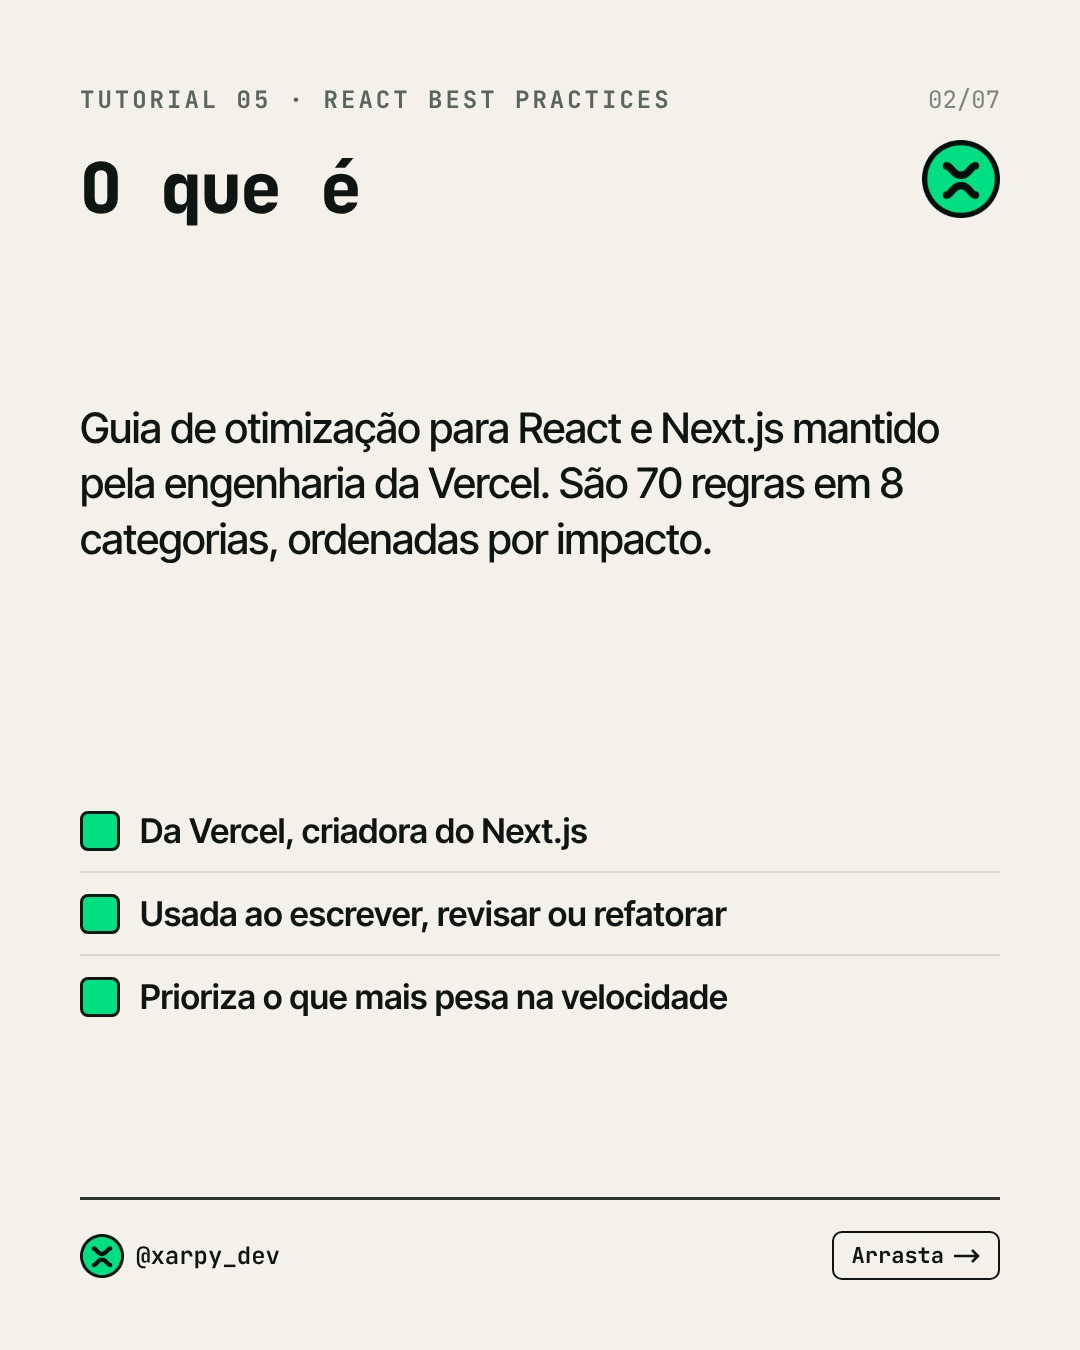 TUTORIAL 05 · REACT BEST PRACTICES
02/07
O que é
Guia de otimização para React e Next.js mantido
pela engenharia da Vercel. São 70 regras em 8
categorias, ordenadas por impacto.
Da Vercel, criadora do Next.js
Usada ao escrever, revisar ou refatorar
Prioriza o que mais pesa na velocidade
@xarpy_dev
Arrasta →